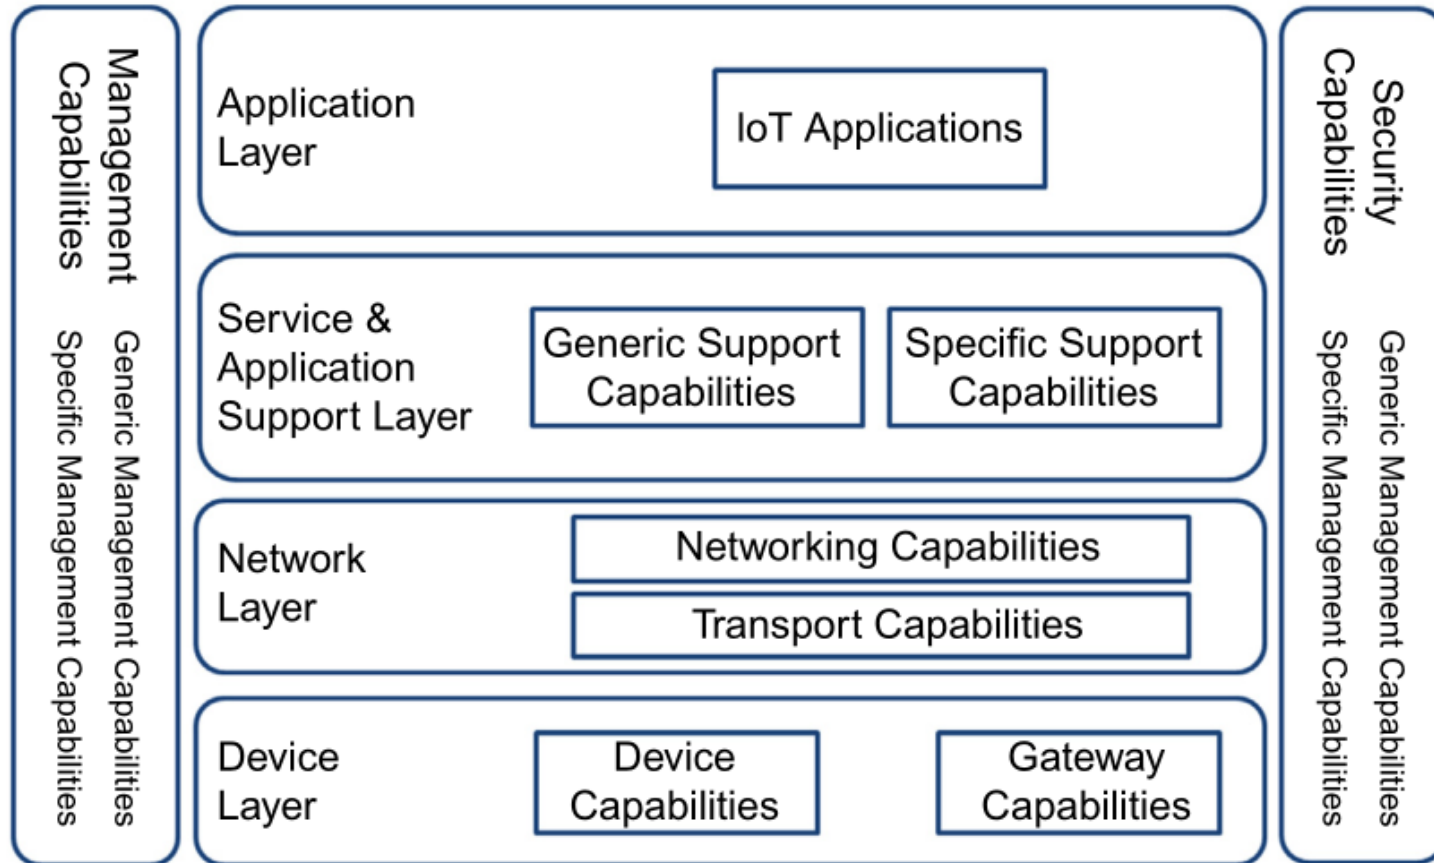 Management
Capabilities
Generic Management Capabilities
Specific Management Capabilities
Application
Layer
IoT Applications
Service &
Application
Support Layer
Generic Support
Capabilities
Specific Support
Capabilities
Network
Layer
Networking Capabilities
Transport Capabilities
Device
Layer
Device
Capabilities
Gateway
Capabilities
Security
Capabilities
Generic Management Capabilities
Specific Management Capabilities